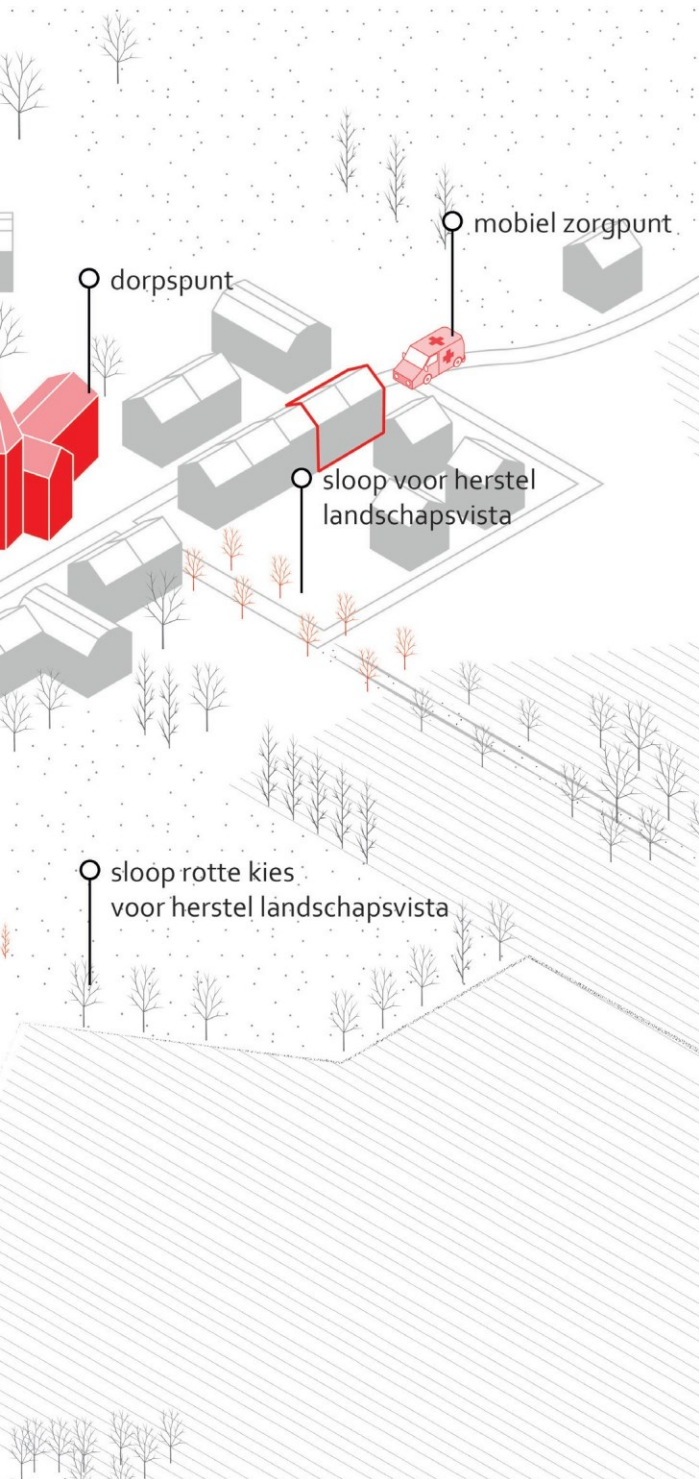 mobiel zorgpunt
dorpspunt
sloop voor herstel
landschapsvista
sloop rotte kies
voor herstel landschapsvista